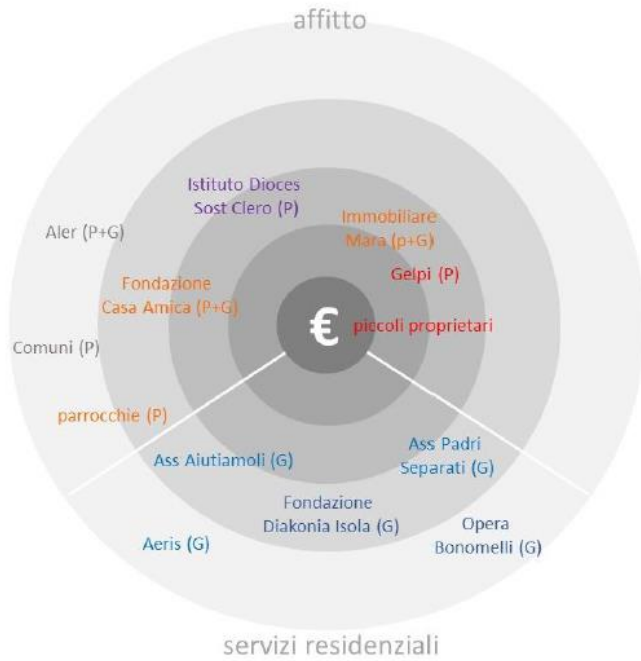 affitto
Istituto Dioces
Sost Clero (P)
Immobiliare
Mara (p+G)
Aler (P+G)
Gelpi (P)
Fondazione
Casa Amica (P+G)
€
piccoli proprietari
Comuni (P)
parrocchie (P)
Ass Aiutiamoli (G)
Ass Padri
Separati (G)
Fondazione
Diakonia Isola (G)
Opera
Bonomelli (G)
Aeris (G)
servizi residenziali